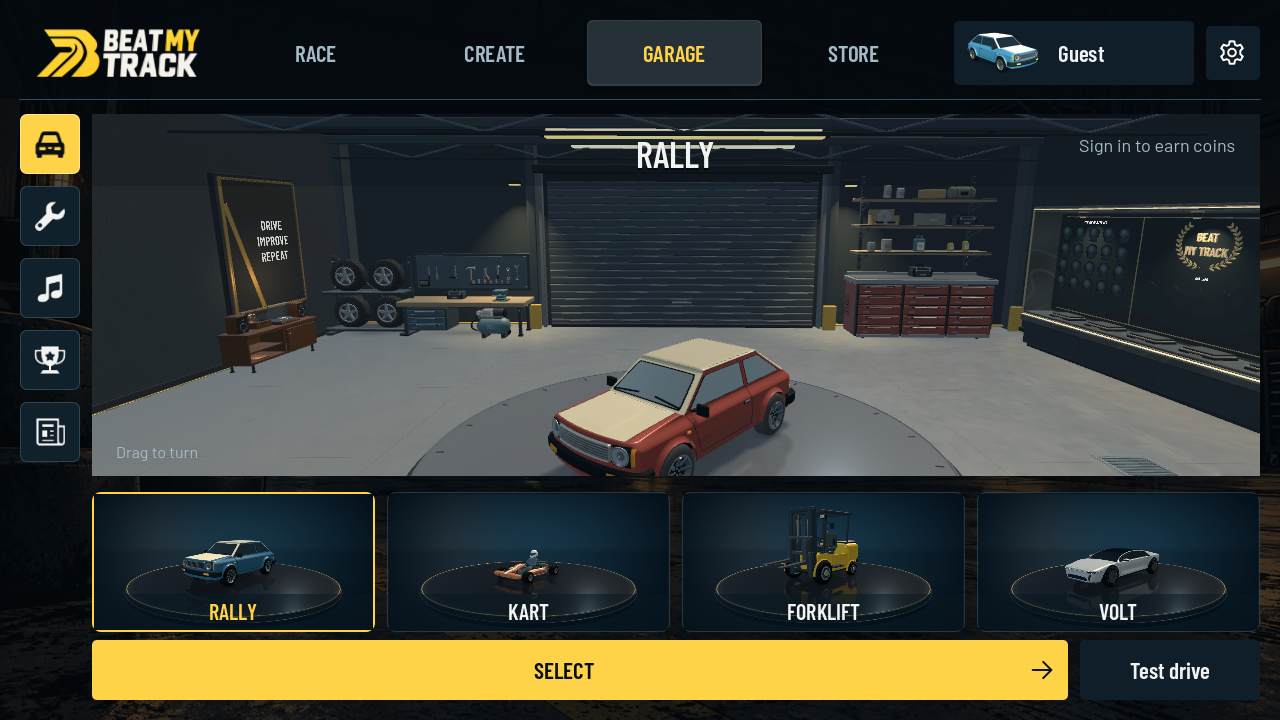 BEAT MY TRACK
RACE
CREATE
GARAGE
STORE
Guest
RALLY
Sign in to earn coins
DRIVE
IMPROVE
REPEAT
BEAT
MY TRACK
Drag to turn
RALLY
KART
FORKLIFT
VOLT
SELECT
Test drive